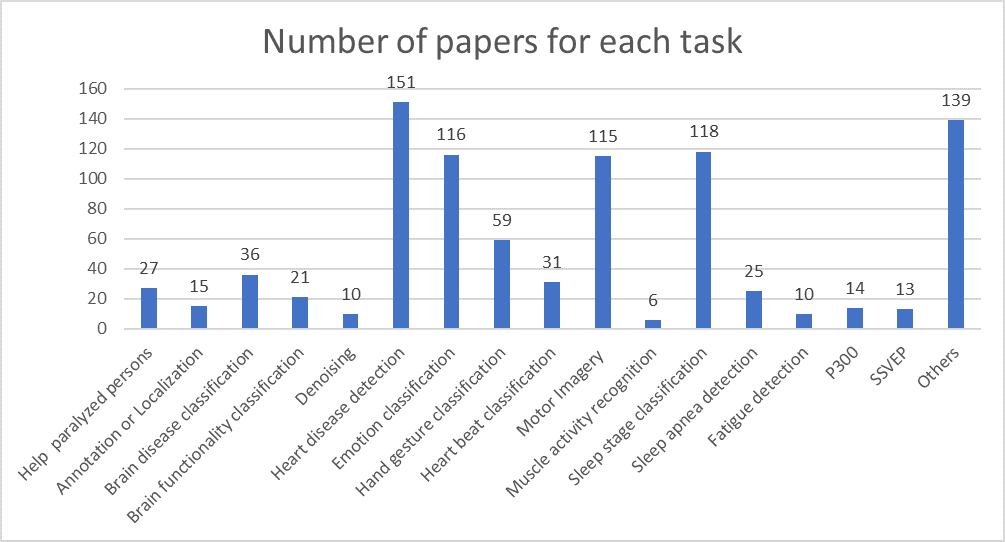 Number of papers for each task
160
140
120
100
80
60
40
20
0
27
15
36
21
10
151
116
59
31
115
6
118
25
10
14
13
139
Help  paralyzed persons
Annotation or Localization
Brain disease classification
Brain functionality classification
Denoising
Heart disease detection
Emotion classification
Hand gesture classification
Heart beat classification
Motor Imagery
Muscle activity recognition
Sleep stage classification
Sleep apnea detection
Fatigue detection
P300
SSVEP
Others